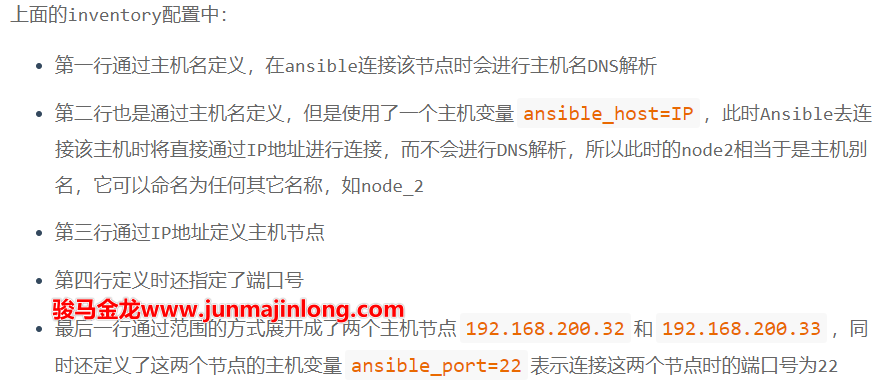 上面的inventory配置中：
第一行通过主机名定义，在ansible连接该节点时会进行主机名DNS解析
第二行也是通过主机名定义，但是使用了一个主机变量 ansible_host=IP ，此时Ansible去连
接该主机时将直接通过IP地址进行连接，而不会进行DNS解析，所以此时的node2相当于是主机别
名，它可以命名为任何其它名称，如node_2
第三行通过IP地址定义主机节点
第四行定义时还指定了端口号
骏马金龙www.junmajinlong.com
最后一行通过范围的方式展开成了两个主机节点 192.168.200.32 和 192.168.200.33 ，同
时还定义了这两个节点的主机变量 ansible_port=22 表示连接这两个节点时的端口号为22